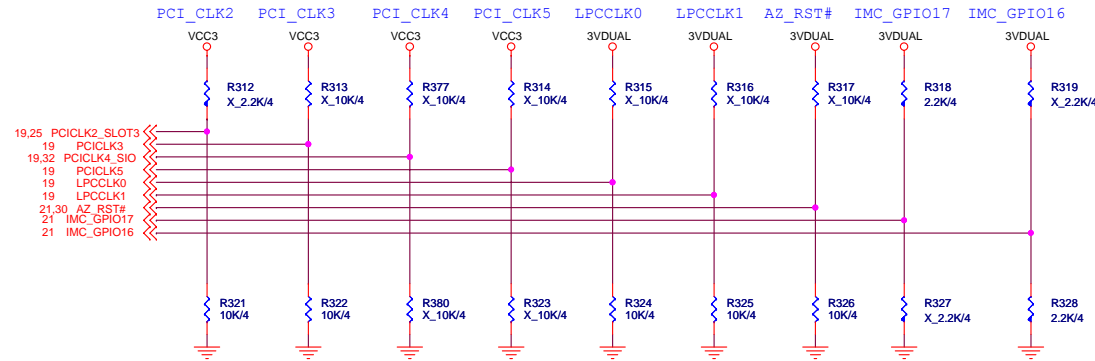 PCI_CLK2 PCI_CLK3 PCI_CLK4 PCI_CLK5 LPCCLK0 LPCCLK1 AZ_RST# IMC_GPIO17 IMC_GPIO16
VCC3 VCC3 VCC3 VCC3 3VDUAL 3VDUAL 3VDUAL 3VDUAL 3VDUAL
R312 R313 R377 R314 R315 R316 R317 R318 R319
X_2.2K/4 X_10K/4 X_10K/4 X_10K/4 X_10K/4 X_10K/4 X_10K/4 2.2K/4 X_2.2K/4
19,25 PCICLK2_SLOT3
19 PCICLK3
19,32 PCICLK4_SIO
19 PCICLK5
19 LPCCLK0
19 LPCCLK1
21,30 AZ_RST#
21 IMC_GPIO17
21 IMC_GPIO16
R321 R322 R380 R323 R324 R325 R326 R327 R328
10K/4 10K/4 X_10K/4 X_10K/4 10K/4 10K/4 10K/4 X_2.2K/4 2.2K/4